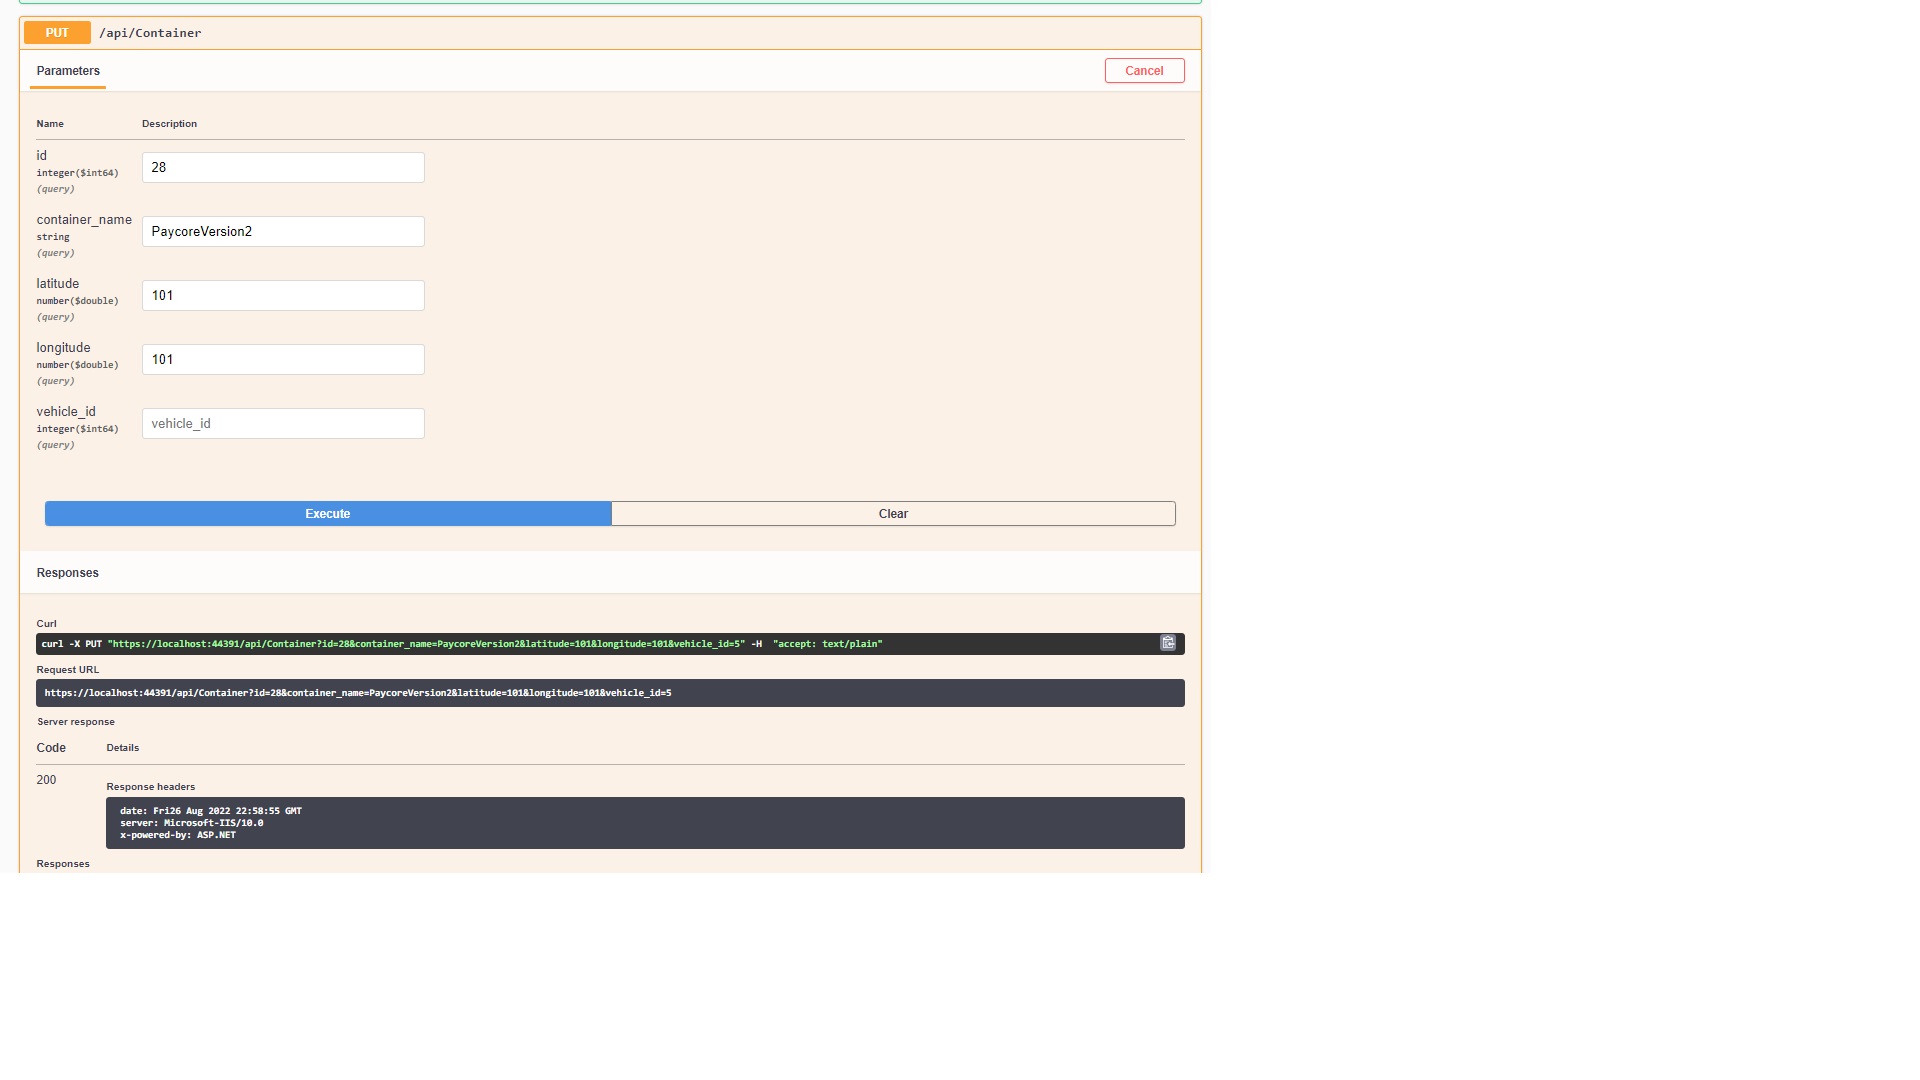 PUT /api/Container
Parameters
Cancel
Name Description
id
integer($int64)
(query)
28
container_name
string
(query)
PaycoreVersion2
latitude
number($double)
(query)
101
longitude
number($double)
(query)
101
vehicle_id
integer($int64)
(query)
vehicle_id
Execute
Clear
Responses
Curl
curl -X PUT "https://localhost:44391/api/Container?id=28&container_name=PaycoreVersion2&latitude=101&longitude=101&vehicle_id=5" -H  "accept: text/plain"
Request URL
https://localhost:44391/api/Container?id=28&container_name=PaycoreVersion2&latitude=101&longitude=101&vehicle_id=5
Server response
Code Details
200
Response headers
date: Fri26 Aug 2022 22:58:55 GMT
server: Microsoft-IIS/10.0
x-powered-by: ASP.NET
Responses